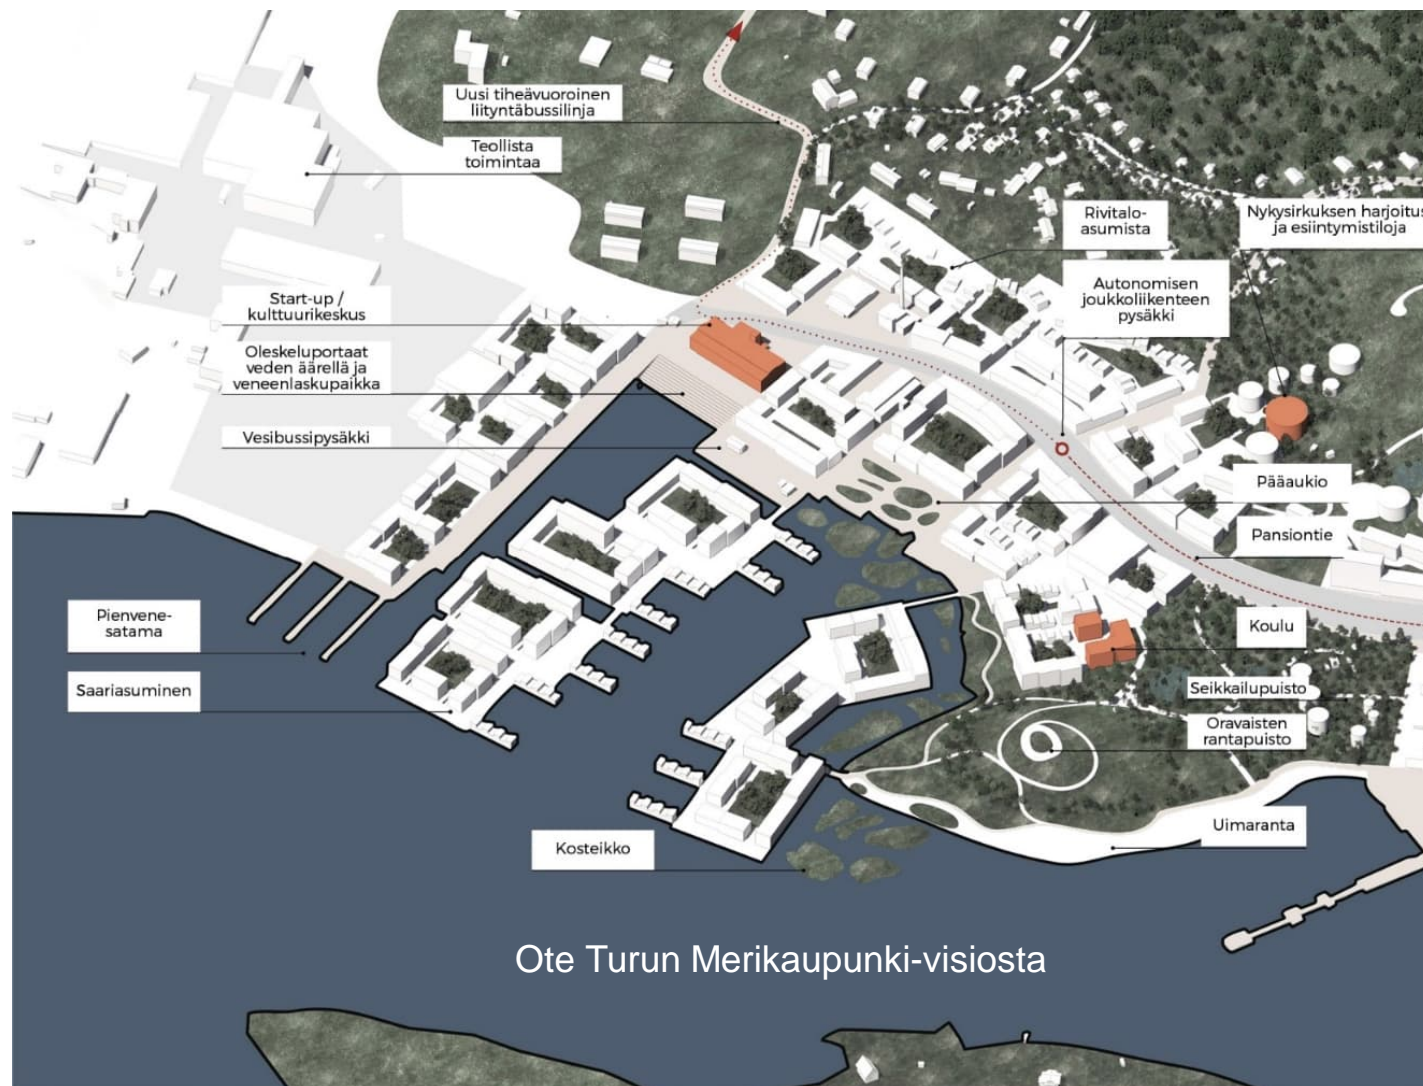 Uusi tiheävuoroinen
liityntäbussilinja
Teollista
toimintaa
Rivitalo-
asumista
Nykysirkuksen harjoitus
ja esiintymistiloja
Autonomisen
joukkoliikenteen
pysäkki
Start-up /
kulttuurikeskus
Oleskeluportaat
veden äärellä ja
veneenlaskupaikka
Vesibussipysäkki
Pääaukio
Pansiontie
Pienvene-
satama
Koulu
Saariasuminen
Seikkailupuisto
Oravaisten
rantapuisto
Uimaranta
Kosteikko
Ote Turun Merikaupunki-visiosta